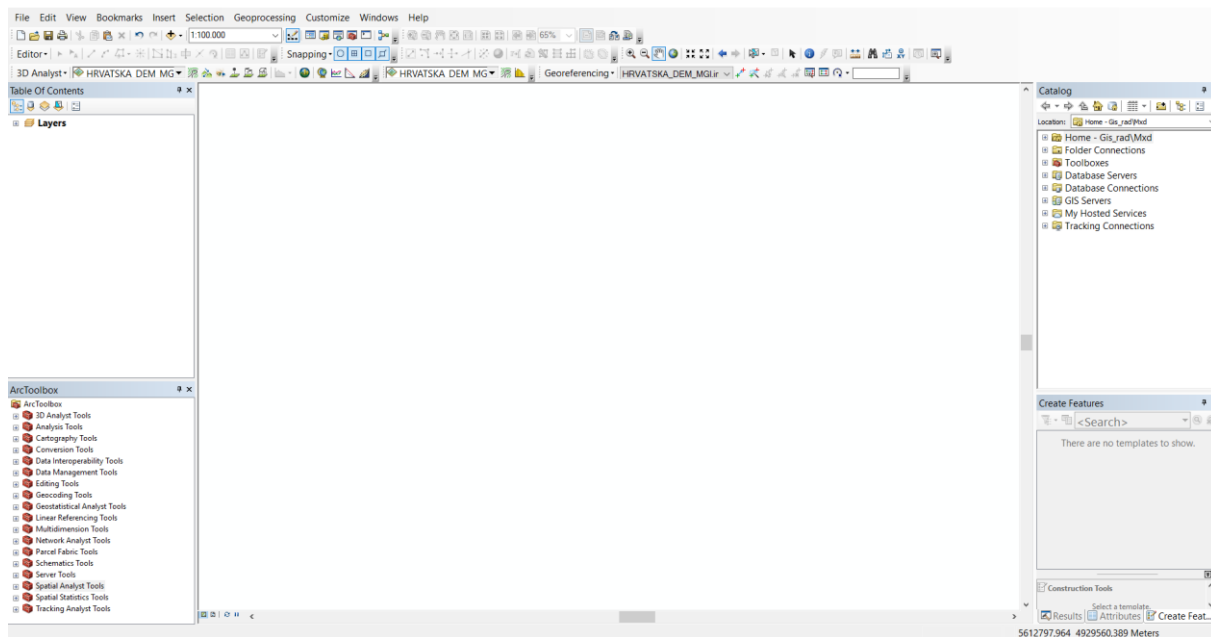 File Edit View Bookmarks Insert Selection Geoprocessing Customize Windows Help
1:100.000 65%
Editor Snapping
3D Analyst HRVATSKA DEM MG HRVATSKA DEM MG Georeferencing HRVATSKA_DEM_MGI.ir
Table Of Contents
Layers
ArcToolbox
ArcToolbox
3D Analyst Tools
Analysis Tools
Cartography Tools
Conversion Tools
Data Interoperability Tools
Data Management Tools
Editing Tools
Geocoding Tools
Geostatistical Analyst Tools
Linear Referencing Tools
Multidimension Tools
Network Analyst Tools
Parcel Fabric Tools
Schematics Tools
Server Tools
Spatial Analyst Tools
Spatial Statistics Tools
Tracking Analyst Tools
Catalog
Location: Home - Gis_rad\Mxd
Home - Gis_rad\Mxd
Folder Connections
Toolboxes
Database Servers
Database Connections
GIS Servers
My Hosted Services
Tracking Connections
Create Features
<Search>
There are no templates to show.
Construction Tools
Select a template.
Results Attributes Create Feat...
5612797,964 4929560,389 Meters